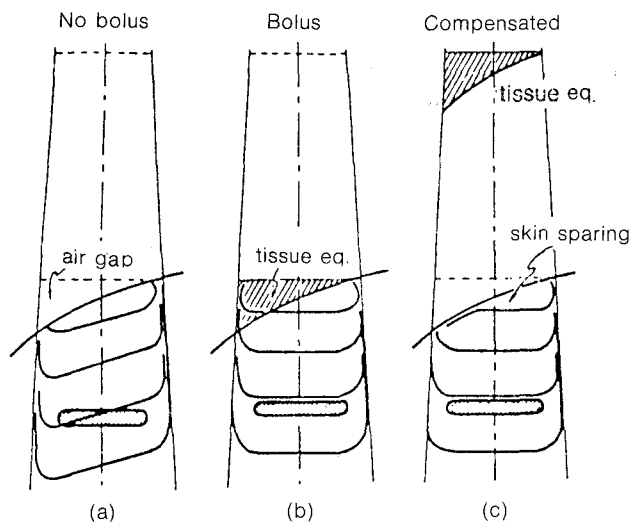 No bolus
Bolus
Compensated
tissue eq.
air gap
tissue eq.
skin sparing
(a)
(b)
(c)